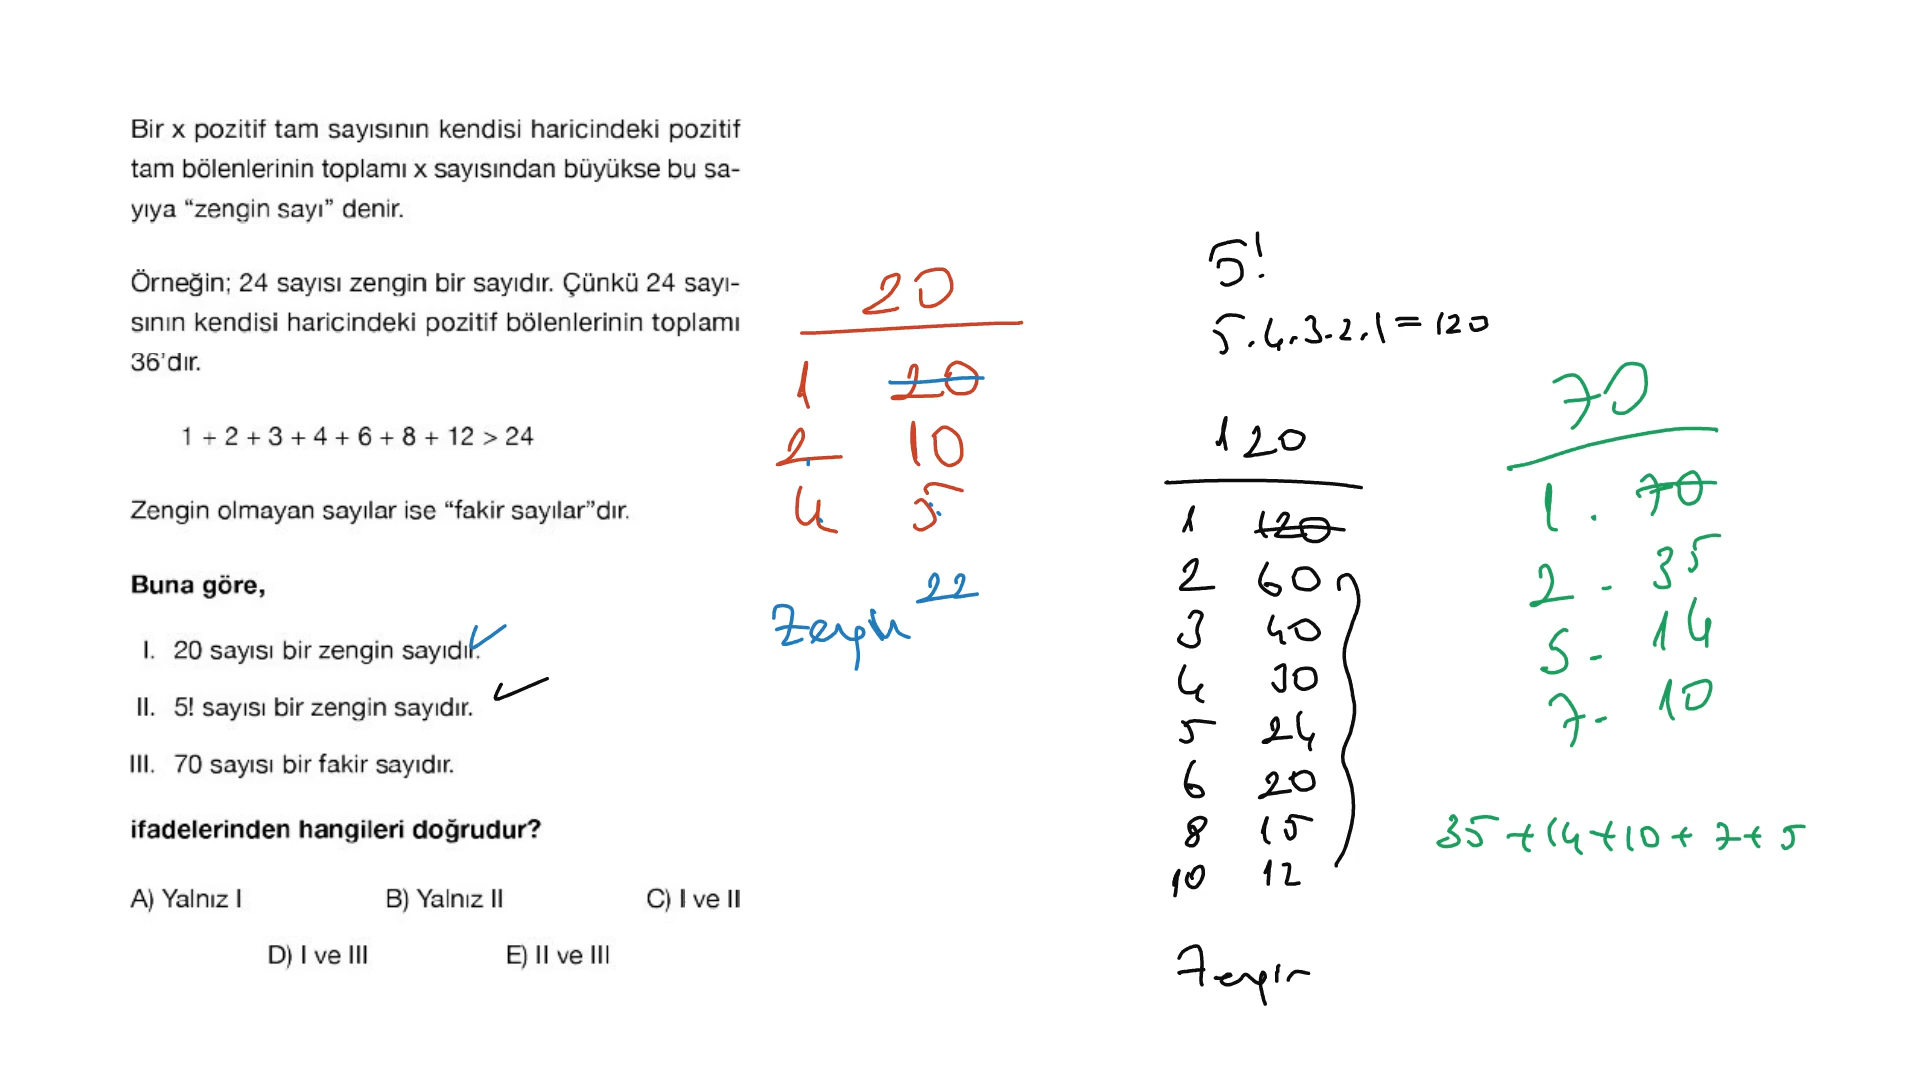 Bir x pozitif tam sayısının kendisi haricindeki pozitif
tam bölenlerinin toplamı x sayısından büyükse bu sa-
yıya “zengin sayı” denir.
Örneğin; 24 sayısı zengin bir sayıdır. Çünkü 24 sayı-
sının kendisi haricindeki pozitif bölenlerinin toplamı
36’dır.
1 + 2 + 3 + 4 + 6 + 8 + 12 > 24
Zengin olmayan sayılar ise “fakir sayılar”dır.
Buna göre,
I. 20 sayısı bir zengin sayıdır.
II. 5! sayısı bir zengin sayıdır.
III. 70 sayısı bir fakir sayıdır.
ifadelerinden hangileri doğrudur?
A) Yalnız I B) Yalnız II C) I ve II
D) I ve III E) II ve III
20
1 20
2 10
4 5
22
Zengin
5!
5.4.3.2.1 = 120
120
1 120
2 60
3 40
4 30
5 24
6 20
8 15
10 12
Zengin
70
1 . 70
2 - 35
5 - 14
7 - 10
35 + 14 + 10 + 7 + 5